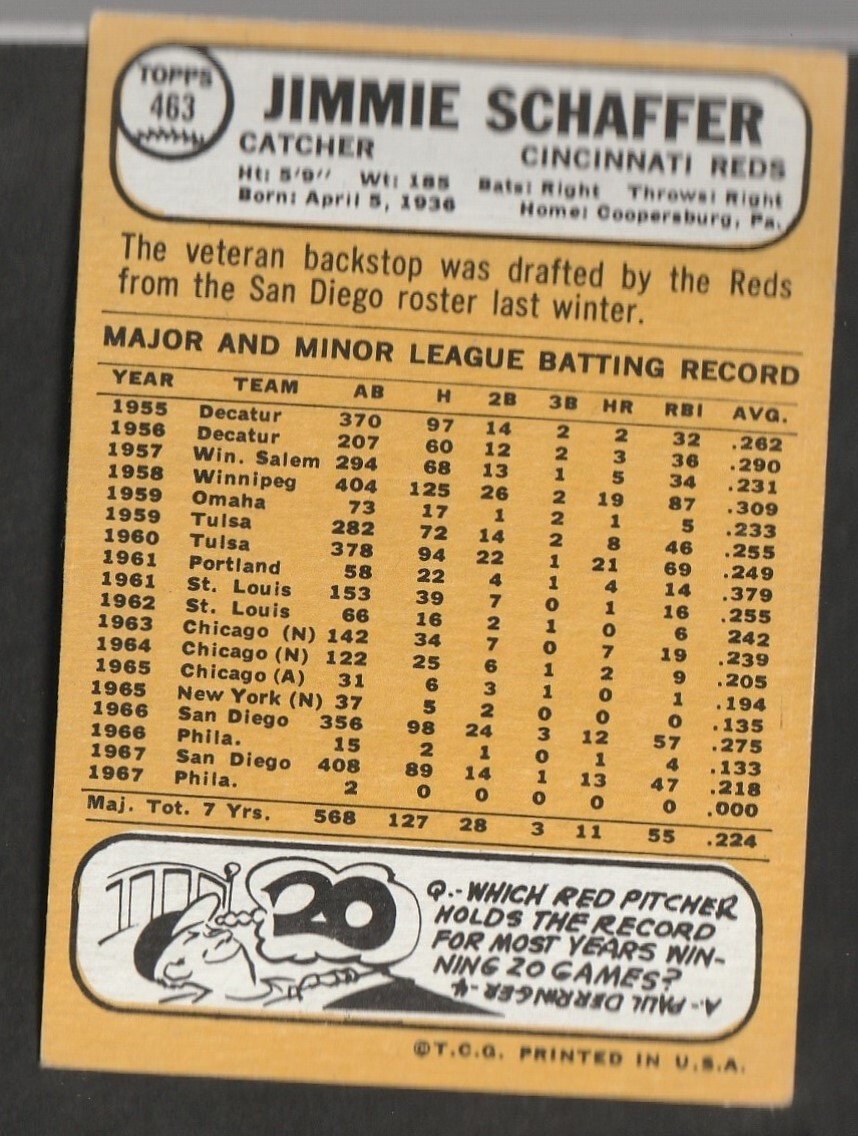 TOPPS
463
JIMMIE SCHAFFER
CATCHER CINCINNATI REDS
Ht: 5'9" Wt: 185 Bats: Right Throws: Right
Born: April 5, 1936 Home: Coopersburg, Pa.
The veteran backstop was drafted by the Reds
from the San Diego roster last winter.
MAJOR AND MINOR LEAGUE BATTING RECORD
YEAR TEAM AB H 2B 3B HR RBI AVG.
1955 Decatur 370 97 14 2 2 32 .262
1956 Decatur 207 60 12 2 3 36 .290
1957 Win. Salem 294 68 13 1 5 34 .231
1958 Winnipeg 404 125 26 2 19 87 .309
1959 Omaha 73 17 1 2 1 5 .233
1959 Tulsa 282 72 14 2 8 46 .255
1960 Tulsa 378 94 22 1 21 69 .249
1961 Portland 58 22 4 1 4 14 .379
1961 St. Louis 153 39 7 0 1 16 .255
1962 St. Louis 66 16 2 1 0 6 242
1963 Chicago (N) 142 34 7 0 7 19 .239
1964 Chicago (N) 122 25 6 1 2 9 .205
1965 Chicago (A) 31 6 3 1 0 1 .194
1965 New York (N) 37 5 2 0 0 0 .135
1966 San Diego 356 98 24 3 12 57 .275
1966 Phila. 15 2 1 0 1 4 .133
1967 San Diego 408 89 14 1 13 47 .218
1967 Phila. 2 0 0 0 0 0 .000
Maj. Tot. 7 Yrs. 568 127 28 3 11 55 .224
20
Q.-WHICH RED PITCHER
HOLDS THE RECORD
FOR MOST YEARS WIN-
NING 20 GAMES?
A.-PAUL DERRINGER-4
©T.C.G. PRINTED IN U.S.A.